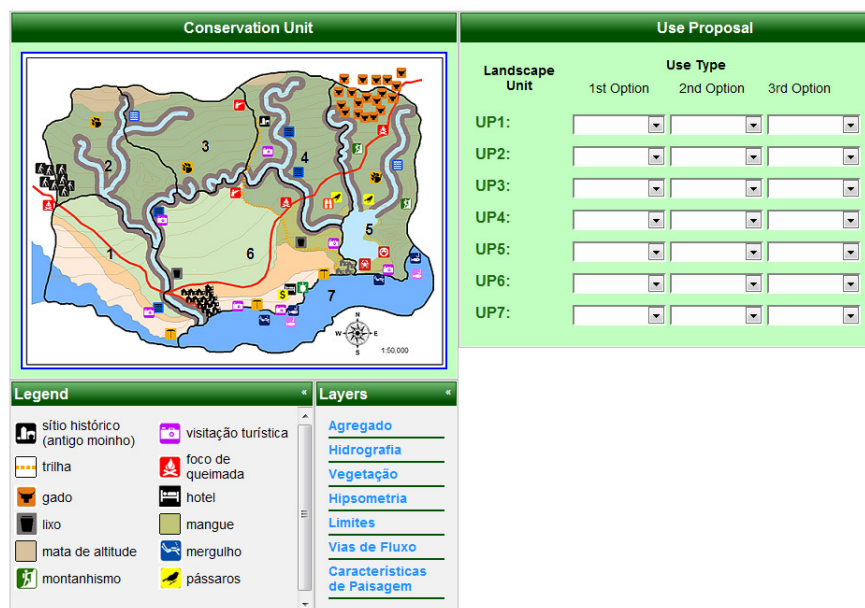 Conservation Unit
Use Proposal
2
3
4
5
1
6
7
N
W
E
S
1:50.000
$
Landscape
Unit
Use Type
1st Option
2nd Option
3rd Option
UP1:
UP2:
UP3:
UP4:
UP5:
UP6:
UP7:
Legend
«
sítio histórico
(antigo moinho)
visitação turística
trilha
foco de
queimada
gado
hotel
lixo
mangue
mata de altitude
mergulho
montanhismo
pássaros
Layers
«
Agregado
Hidrografia
Vegetação
Hipsometria
Limites
Vias de Fluxo
Características
de Paisagem